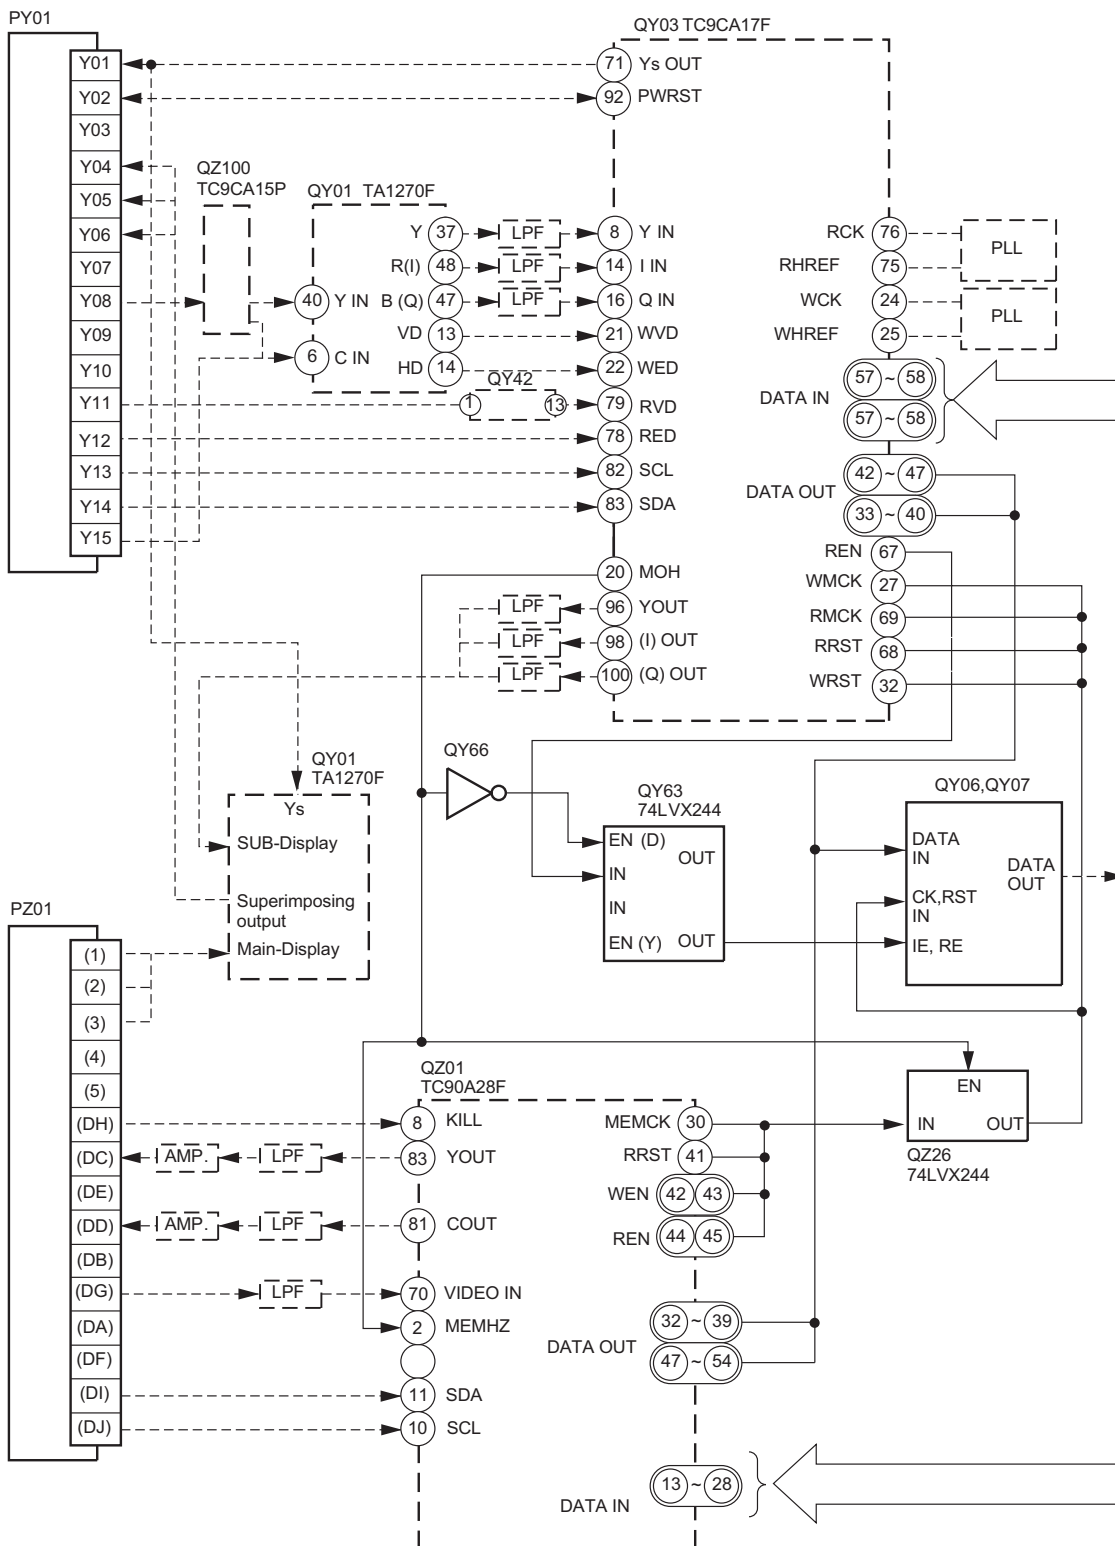 PY01
QY03 TC9CA17F
Y01
71 Ys OUT
Y02
92 PWRST
Y03
Y04
QZ100
TC9CA15P
QY01 TA1270F
Y05
Y06
Y 37
LPF
8 Y IN
RCK 76
PLL
Y07
R(I) 48
LPF
14 I IN
RHREF 75
Y08
40 Y IN
B (Q) 47
LPF
16 Q IN
WCK 24
PLL
Y09
VD 13
21 WVD
WHREF 25
Y10
6 C IN
HD 14
22 WED
57 ~ 58
DATA IN
57 ~ 58
QY42
Y11
1 13
79 RVD
Y12
78 RED
Y13
82 SCL
42 ~ 47
DATA OUT
33 ~ 40
Y14
83 SDA
Y15
REN 67
20 MOH
WMCK 27
LPF
96 YOUT
RMCK 69
LPF
98 (I) OUT
RRST 68
LPF
100 (Q) OUT
WRST 32
QY01
TA1270F
Ys
SUB-Display
Superimposing
output
Main-Display
QY66
QY63
74LVX244
EN (D)
OUT
IN
IN
EN (Y) OUT
QY06,QY07
DATA
IN
DATA
OUT
CK,RST
IN
IE, RE
PZ01
(1)
(2)
(3)
(4)
(5)
(DH)
(DC)
AMP.
LPF
(DE)
(DD)
AMP.
LPF
(DB)
(DG)
LPF
(DA)
(DF)
(DI)
(DJ)
QZ01
TC90A28F
8 KILL
83 YOUT
81 COUT
70 VIDEO IN
2 MEMHZ
11 SDA
10 SCL
MEMCK 30
RRST 41
WEN 42 43
REN 44 45
32 ~ 39
DATA OUT
47 ~ 54
13 ~ 28
DATA IN
EN
IN OUT
QZ26
74LVX244